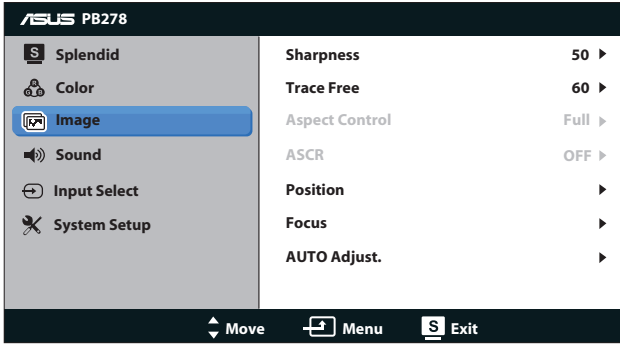 ASUS PB278
S Splendid
Color
Image
Sound
Input Select
System Setup
Sharpness 50
Trace Free 60
Aspect Control Full
ASCR OFF
Position
Focus
AUTO Adjust.
Move Menu S Exit